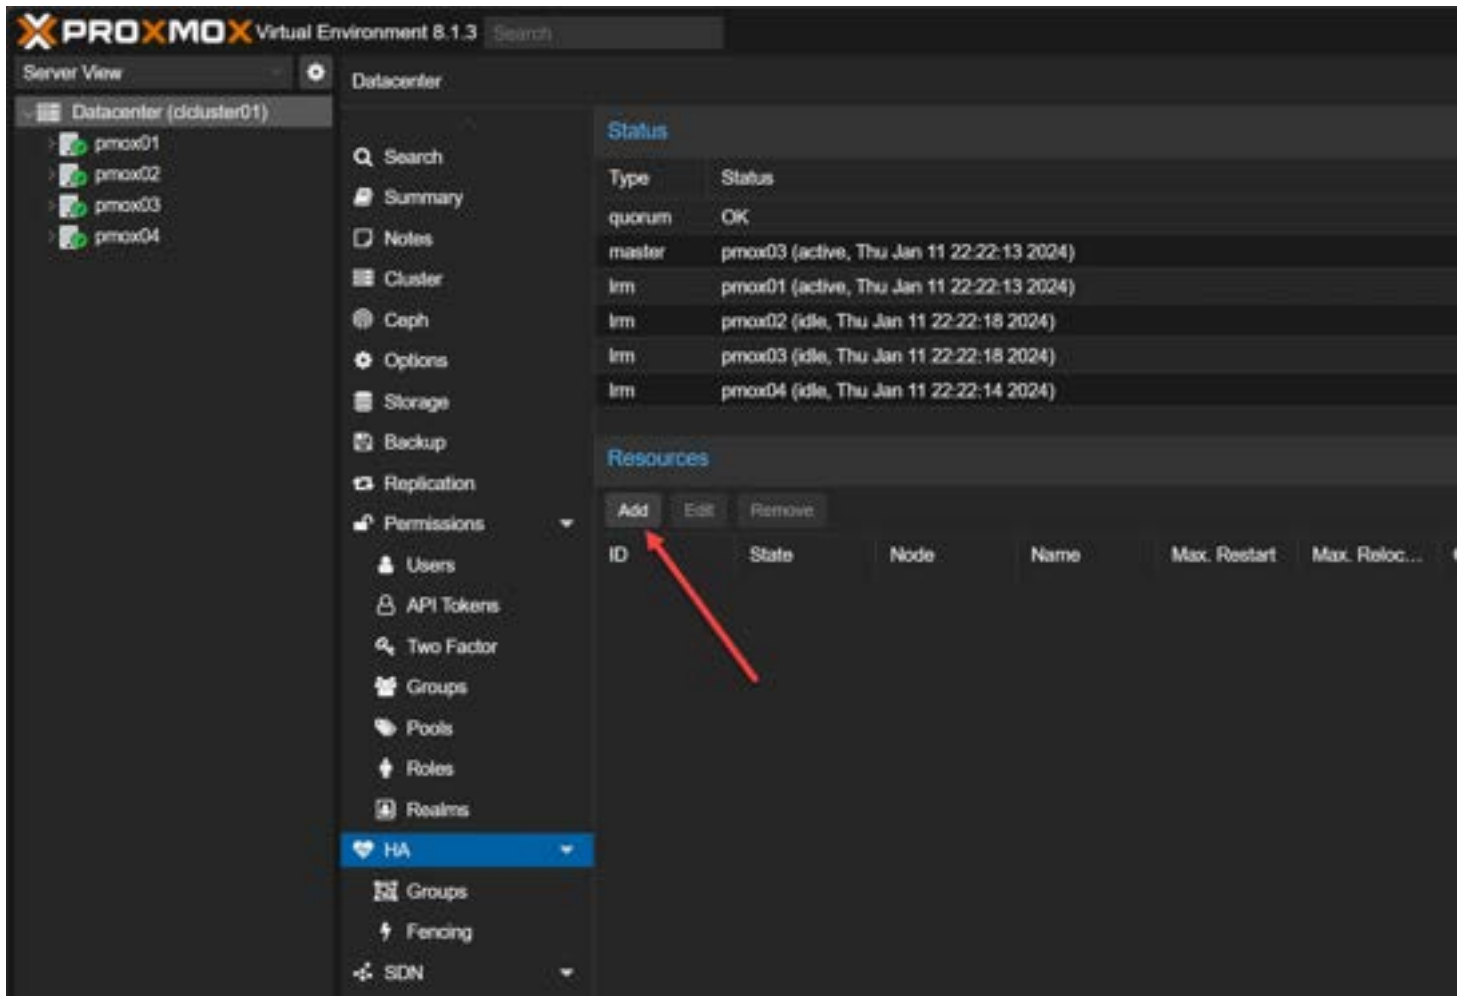 PROXMOX Virtual Environment 8.1.3 Search
Server View
Datacenter (clcluster01)
pmox01
pmox02
pmox03
pmox04
Datacenter
Search
Summary
Notes
Cluster
Ceph
Options
Storage
Backup
Replication
Permissions
Users
API Tokens
Two Factor
Groups
Pools
Roles
Realms
HA
Groups
Fencing
SDN
Status
Type Status
quorum OK
master pmox03 (active, Thu Jan 11 22:22:13 2024)
lrm pmox01 (active, Thu Jan 11 22:22:13 2024)
lrm pmox02 (idle, Thu Jan 11 22:22:18 2024)
lrm pmox03 (idle, Thu Jan 11 22:22:18 2024)
lrm pmox04 (idle, Thu Jan 11 22:22:14 2024)
Resources
Add Edit Remove
ID State Node Name Max. Restart Max. Reloc...